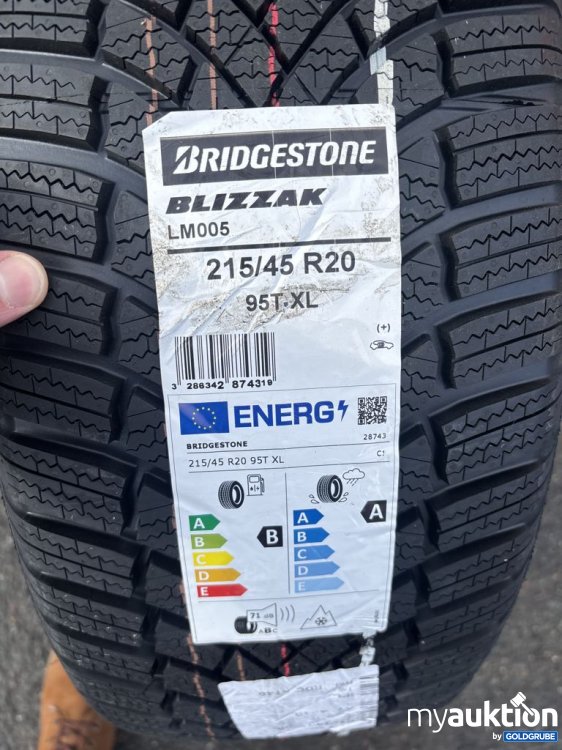 BRIDGESTONE
BLIZZAK
LM005
215/45 R20
95T XL
(+)
3 286342 874319
ENERG
BRIDGESTONE 28743
215/45 R20 95T XL C1
A A
B B
C C
D D
E E
B
A
71 dB
ABC
myauktion
by GOLDGRUBE